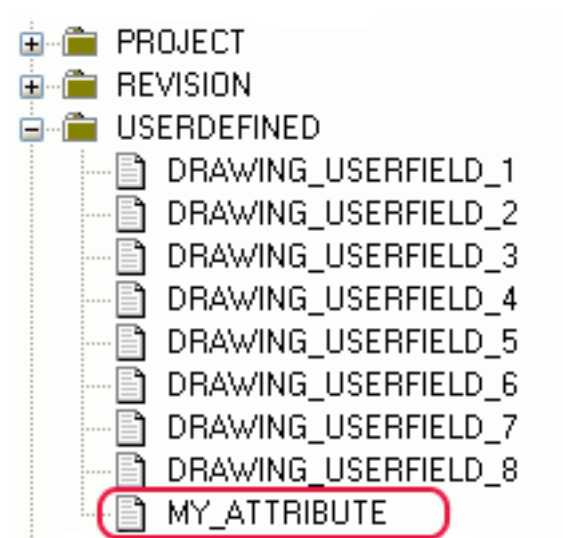 PROJECT
REVISION
USERDEFINED
DRAWING_USERFIELD_1
DRAWING_USERFIELD_2
DRAWING_USERFIELD_3
DRAWING_USERFIELD_4
DRAWING_USERFIELD_5
DRAWING_USERFIELD_6
DRAWING_USERFIELD_7
DRAWING_USERFIELD_8
MY_ATTRIBUTE